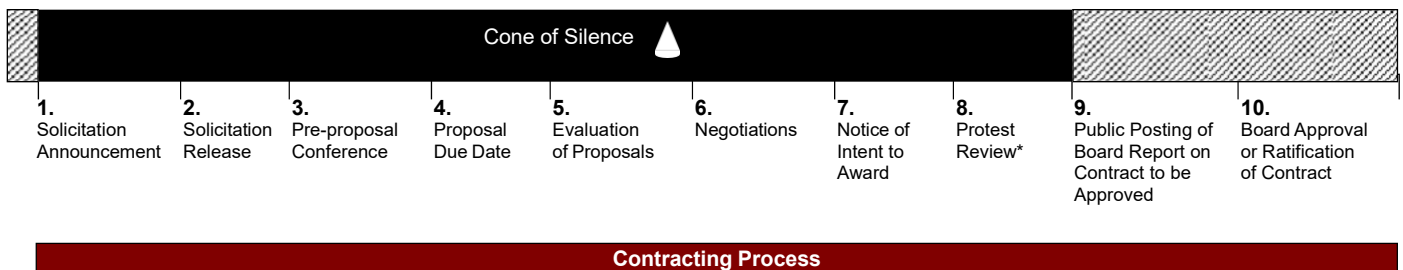 Cone of Silence
1.
Solicitation
Announcement
2.
Solicitation
Release
3.
Pre-proposal
Conference
4.
Proposal
Due Date
5.
Evaluation
of Proposals
6.
Negotiations
7.
Notice of
Intent to
Award
8.
Protest
Review*
9.
Public Posting of
Board Report on
Contract to be
Approved
10.
Board Approval
or Ratification
of Contract
Contracting Process